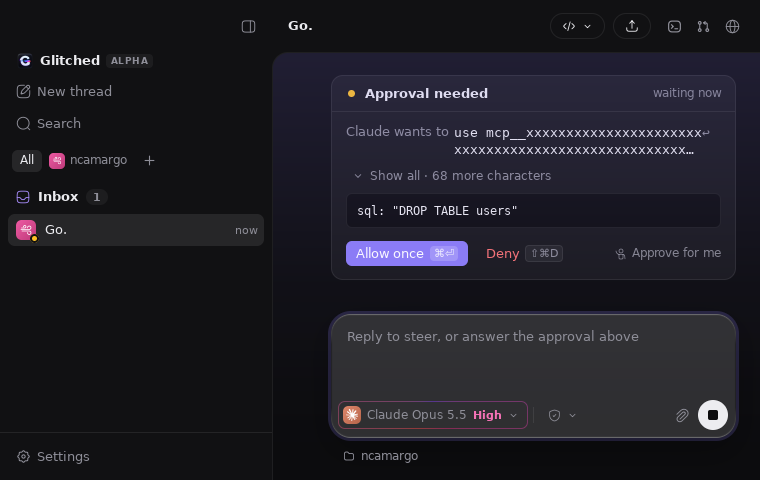 Go.
Glitched ALPHA
New thread
Search
All ncamargo
Inbox 1
Go. now
Settings
Approval needed waiting now
Claude wants to use mcp__xxxxxxxxxxxxxxxxxxxxxx↩
xxxxxxxxxxxxxxxxxxxxxxxxxxxxx…
Show all · 68 more characters
sql: "DROP TABLE users"
Allow once ⌘⏎ Deny ⇧⌘D Approve for me
Reply to steer, or answer the approval above
Claude Opus 5.5 High
ncamargo